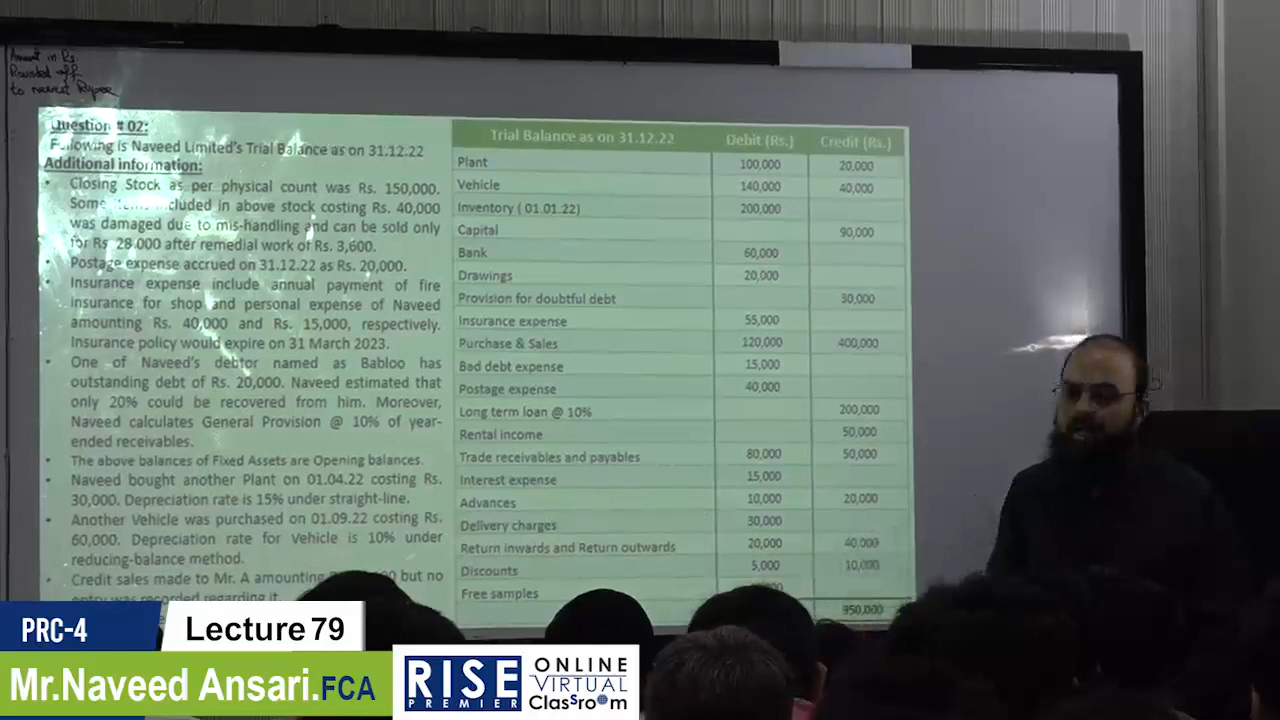 Amount in Rs.
Rounded off
to nearest Rupee
Question # 02:
Following is Naveed Limited's Trial Balance as on 31.12.22
Additional information:
• Closing Stock as per physical count was Rs. 150,000.
Some items included in above stock costing Rs. 40,000
was damaged due to mis-handling and can be sold only
for Rs. 28,000 after remedial work of Rs. 3,600.
• Postage expense accrued on 31.12.22 as Rs. 20,000.
• Insurance expense include annual payment of fire
insurance for shop and personal expense of Naveed
amounting Rs. 40,000 and Rs. 15,000, respectively.
Insurance policy would expire on 31 March 2023.
• One of Naveed's debtor named as Babloo has
outstanding debt of Rs. 20,000. Naveed estimated that
only 20% could be recovered from him. Moreover,
Naveed calculates General Provision @ 10% of year-
ended receivables.
• The above balances of Fixed Assets are Opening balances.
• Naveed bought another Plant on 01.04.22 costing Rs.
30,000. Depreciation rate is 15% under straight-line.
• Another Vehicle was purchased on 01.09.22 costing Rs.
60,000. Depreciation rate for Vehicle is 10% under
reducing-balance method.
• Credit sales made to Mr. A amounting but no
entry was recorded regarding it.
Trial Balance as on 31.12.22 Debit (Rs.) Credit (Rs.)
Plant 100,000 20,000
Vehicle 140,000 40,000
Inventory ( 01.01.22) 200,000
Capital 90,000
Bank 60,000
Drawings 20,000
Provision for doubtful debt 30,000
Insurance expense 55,000
Purchase & Sales 120,000 400,000
Bad debt expense 15,000
Postage expense 40,000
Long term loan @ 10% 200,000
Rental income 50,000
Trade receivables and payables 80,000 50,000
Interest expense 15,000
Advances 10,000 20,000
Delivery charges 30,000
Return inwards and Return outwards 20,000 40,000
Discounts 5,000 10,000
Free samples
950,000
PRC-4
Lecture 79
Mr.Naveed Ansari.FCA
RISE
PREMIER
ONLINE
VIRTUAL
Classroom